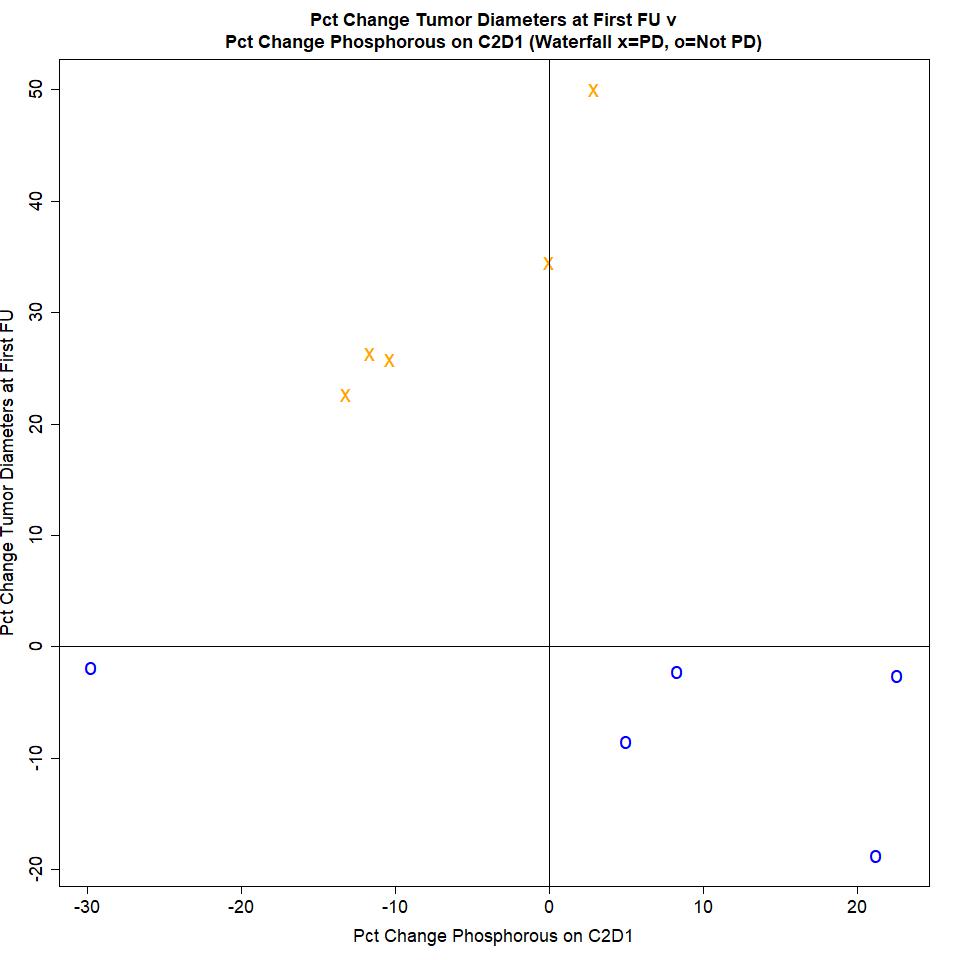 Pct Change Tumor Diameters at First FU v
Pct Change Phosphorous on C2D1 (Waterfall x=PD, o=Not PD)
Pct Change Tumor Diameters at First FU
50
40
30
20
10
0
-10
-20
x
x
x
x
x
o
o
o
o
o
-30
-20
-10
0
10
20
Pct Change Phosphorous on C2D1